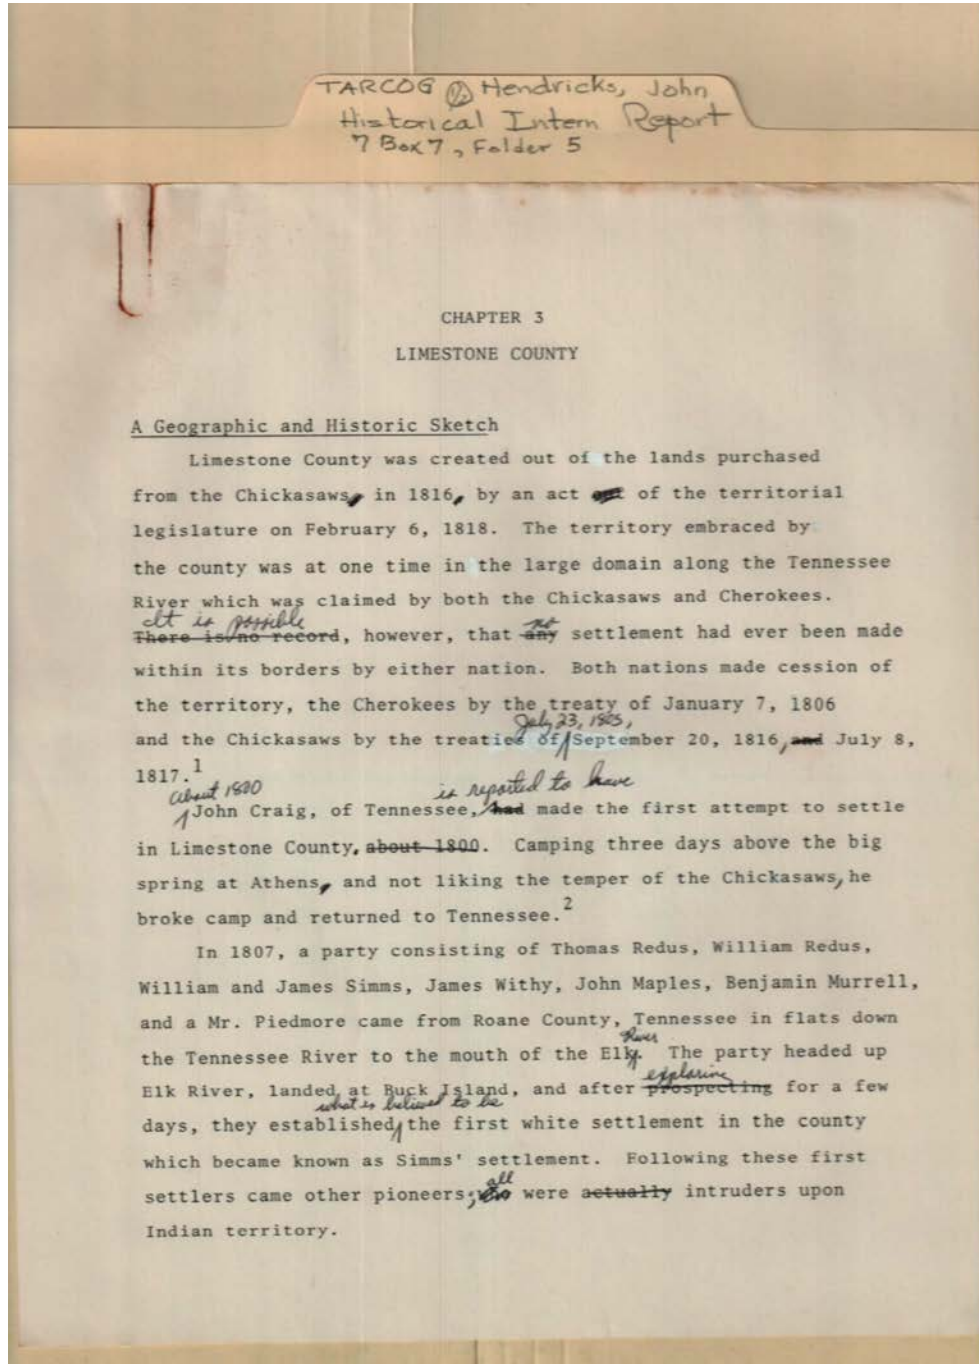 TARCOG 1/2 Hendricks, John
Historical Intern Report
7 Box 7, Folder 5
CHAPTER 3
LIMESTONE COUNTY
A Geographic and Historic Sketch
Limestone County was created out of the lands purchased
from the Chickasaws, in 1816, by an act out of the territorial
legislature on February 6, 1818. The territory embraced by
the county was at one time in the large domain along the Tennessee
River which was claimed by both the Chickasaws and Cherokees.
It is possible no
There is/no record, however, that any settlement had ever been made
within its borders by either nation. Both nations made cession of
the territory, the Cherokees by the treaty of January 7, 1806
July 23, 1805,
and the Chickasaws by the treaties of September 20, 1816, and July 8,
1817.1
About 1800 is reported to have
John Craig, of Tennessee, had made the first attempt to settle
in Limestone County, about 1800. Camping three days above the big
spring at Athens, and not liking the temper of the Chickasaws, he
broke camp and returned to Tennessee.2
In 1807, a party consisting of Thomas Redus, William Redus,
William and James Simms, James Withy, John Maples, Benjamin Murrell,
and a Mr. Piedmore came from Roane County, Tennessee in flats down
River
the Tennessee River to the mouth of the Elk. The party headed up
exploring
Elk River, landed at Buck Island, and after prospecting for a few
what is believed to be
days, they established the first white settlement in the county
which became known as Simms' settlement. Following these first
all
settlers came other pioneers; were actually intruders upon
Indian territory.